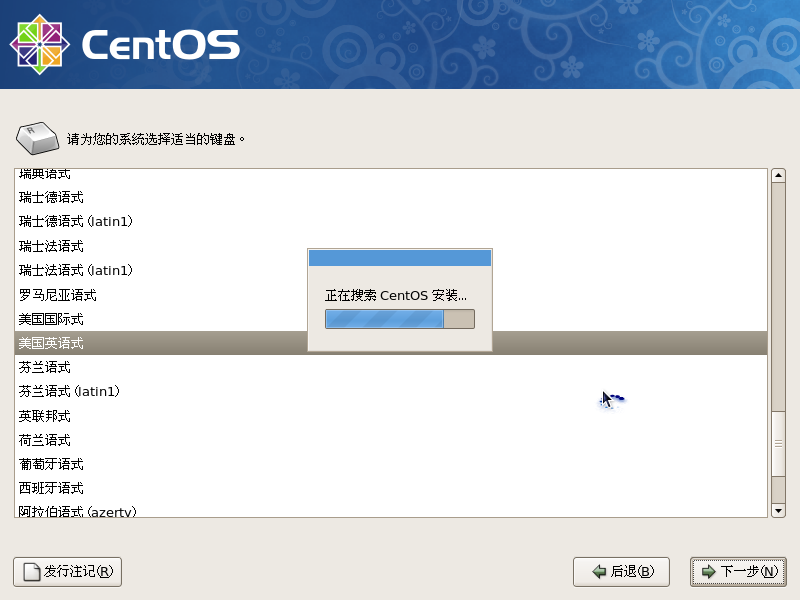 CentOS
请为您的系统选择适当的键盘。
瑞典语式
瑞士德语式
瑞士德语式 (latin1)
瑞士法语式
瑞士法语式 (latin1)
罗马尼亚语式
美国国际式
美国英语式
芬兰语式
芬兰语式 (latin1)
英联邦式
荷兰语式
葡萄牙语式
西班牙语式
阿拉伯语式 (azerty)
正在搜索 CentOS 安装...
发行注记(R)
后退(B)
下一步(N)